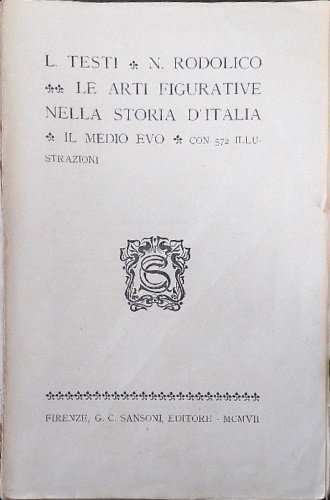 L. TESTI ❧ N. RODOLICO
❧❧ LE ARTI FIGURATIVE
NELLA STORIA D'ITALIA
❧ IL MEDIO EVO ❧ CON 572 ILLU-
STRAZIONI
FIRENZE, G. C. SANSONI, EDITORE - MCMVII